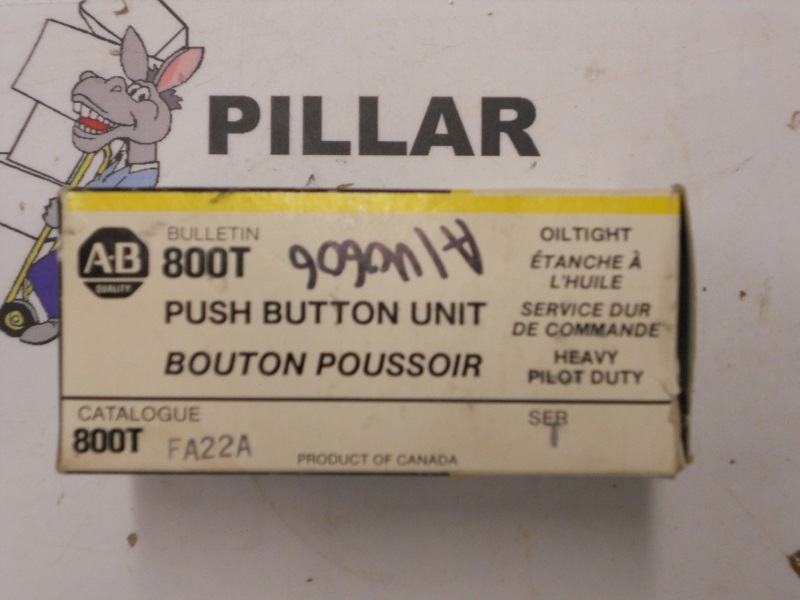 PILLAR
A-B
QUALITY
BULLETIN
800T
PUSH BUTTON UNIT
BOUTON POUSSOIR
OILTIGHT
ÉTANCHE À
L'HUILE
SERVICE DUR
DE COMMANDE
HEAVY
PILOT DUTY
CATALOGUE
800T FA22A
SER
T
PRODUCT OF CANADA